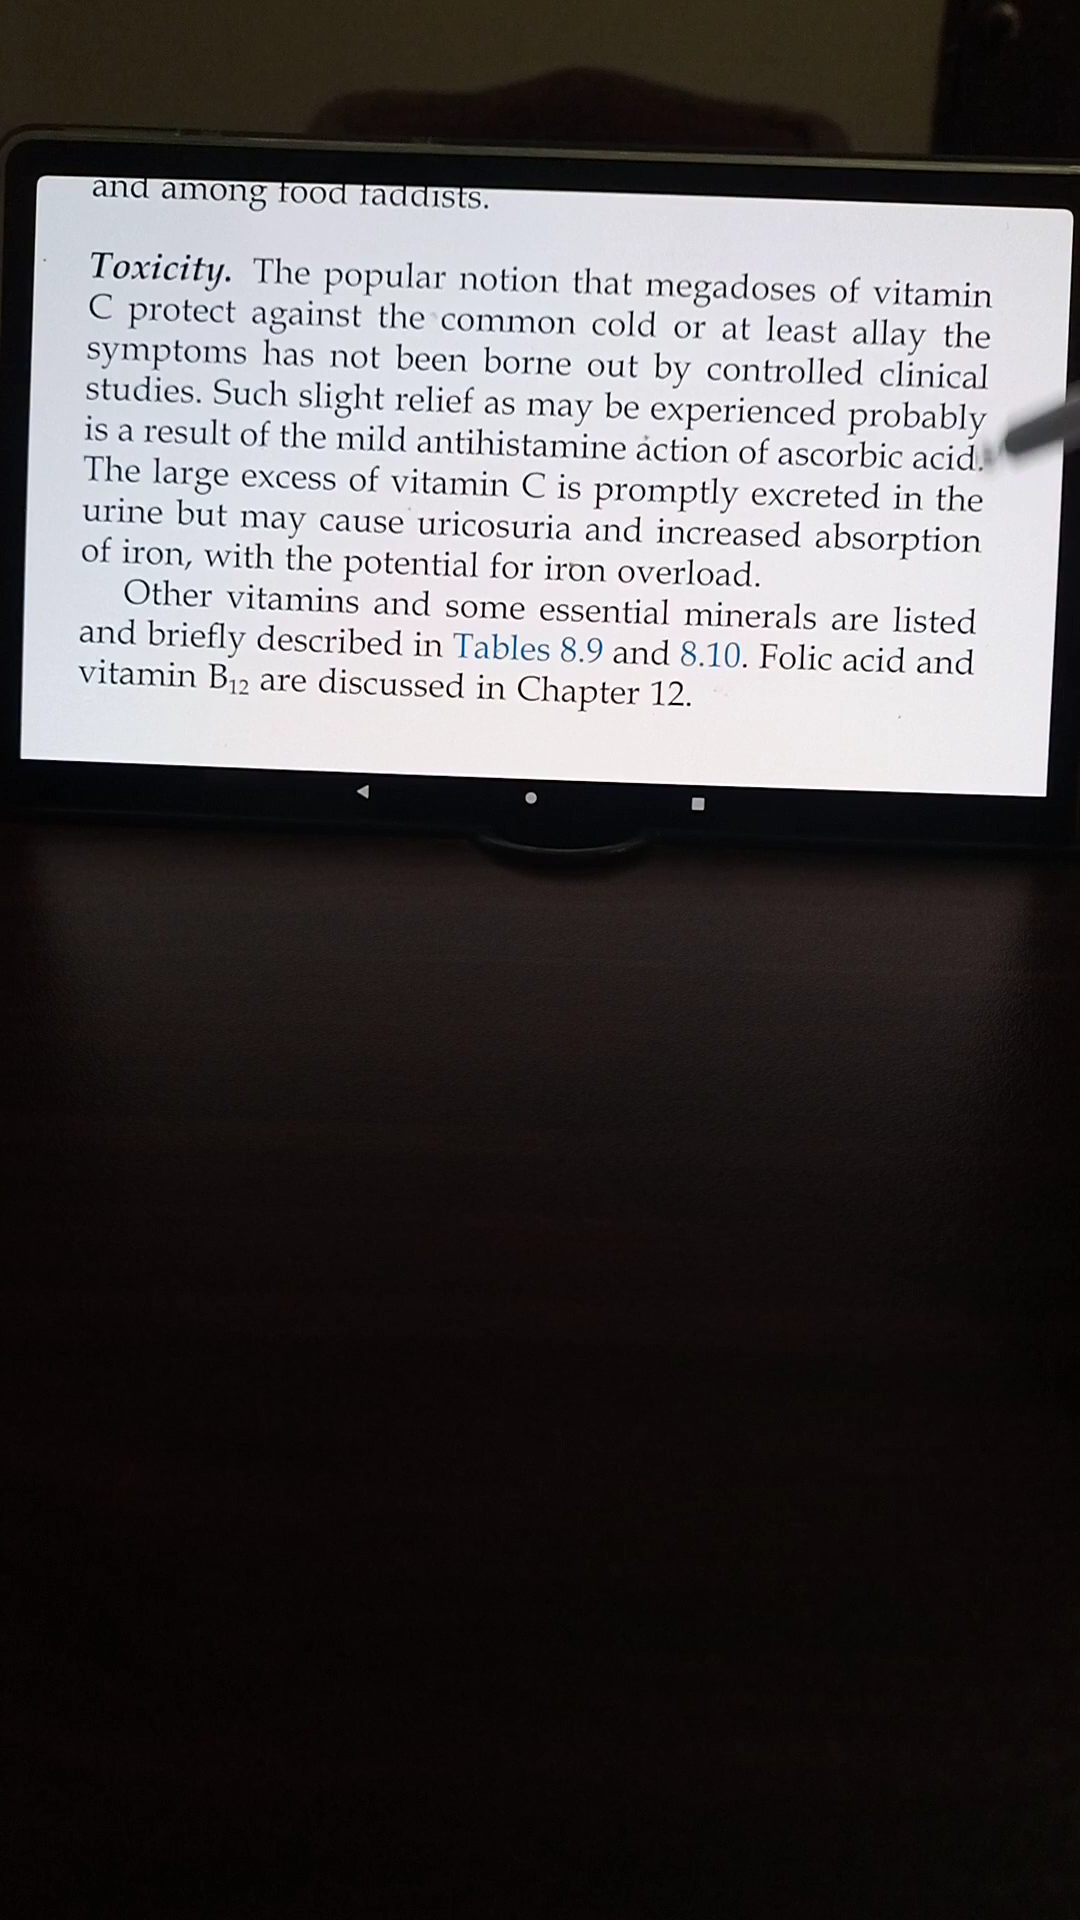 and among food faddists.
Toxicity. The popular notion that megadoses of vitamin
C protect against the common cold or at least allay the
symptoms has not been borne out by controlled clinical
studies. Such slight relief as may be experienced probably
is a result of the mild antihistamine action of ascorbic acid.
The large excess of vitamin C is promptly excreted in the
urine but may cause uricosuria and increased absorption
of iron, with the potential for iron overload.
Other vitamins and some essential minerals are listed
and briefly described in Tables 8.9 and 8.10. Folic acid and
vitamin B₁₂ are discussed in Chapter 12.